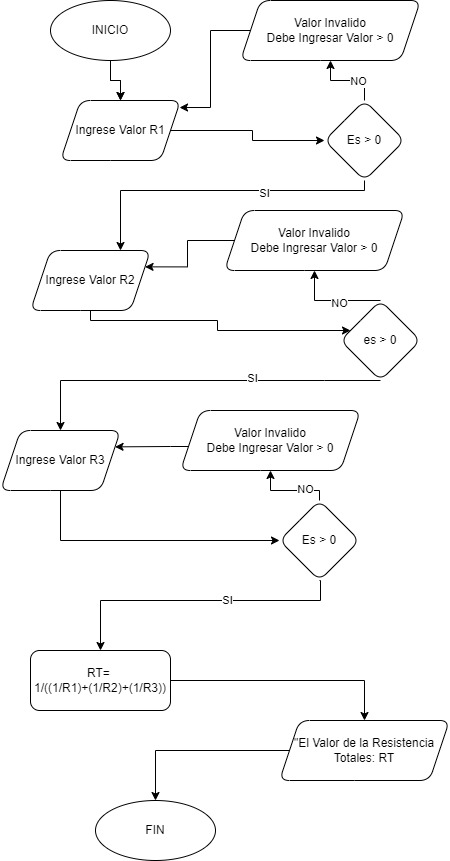 INICIO
Valor Invalido
Debe Ingresar Valor > 0
NO
Ingrese Valor R1
Es > 0
SI
Valor Invalido
Debe Ingresar Valor > 0
Ingrese Valor R2
NO
es > 0
SI
Valor Invalido
Debe Ingresar Valor > 0
Ingrese Valor R3
NO
Es > 0
SI
RT=
1/((1/R1)+(1/R2)+(1/R3))
"El Valor de la Resistencia
Totales: RT
FIN